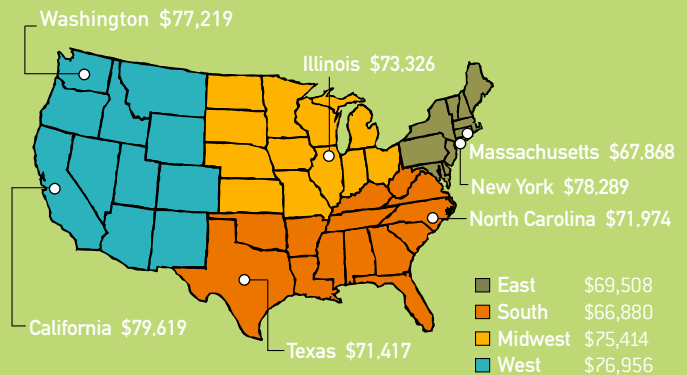 Washington $77,219
Illinois $73,326
Massachusetts $67,868
New York $78,289
North Carolina $71,974
East $69,508
South $66,880
Midwest $75,414
West $76,956
California $79,619
Texas $71,417